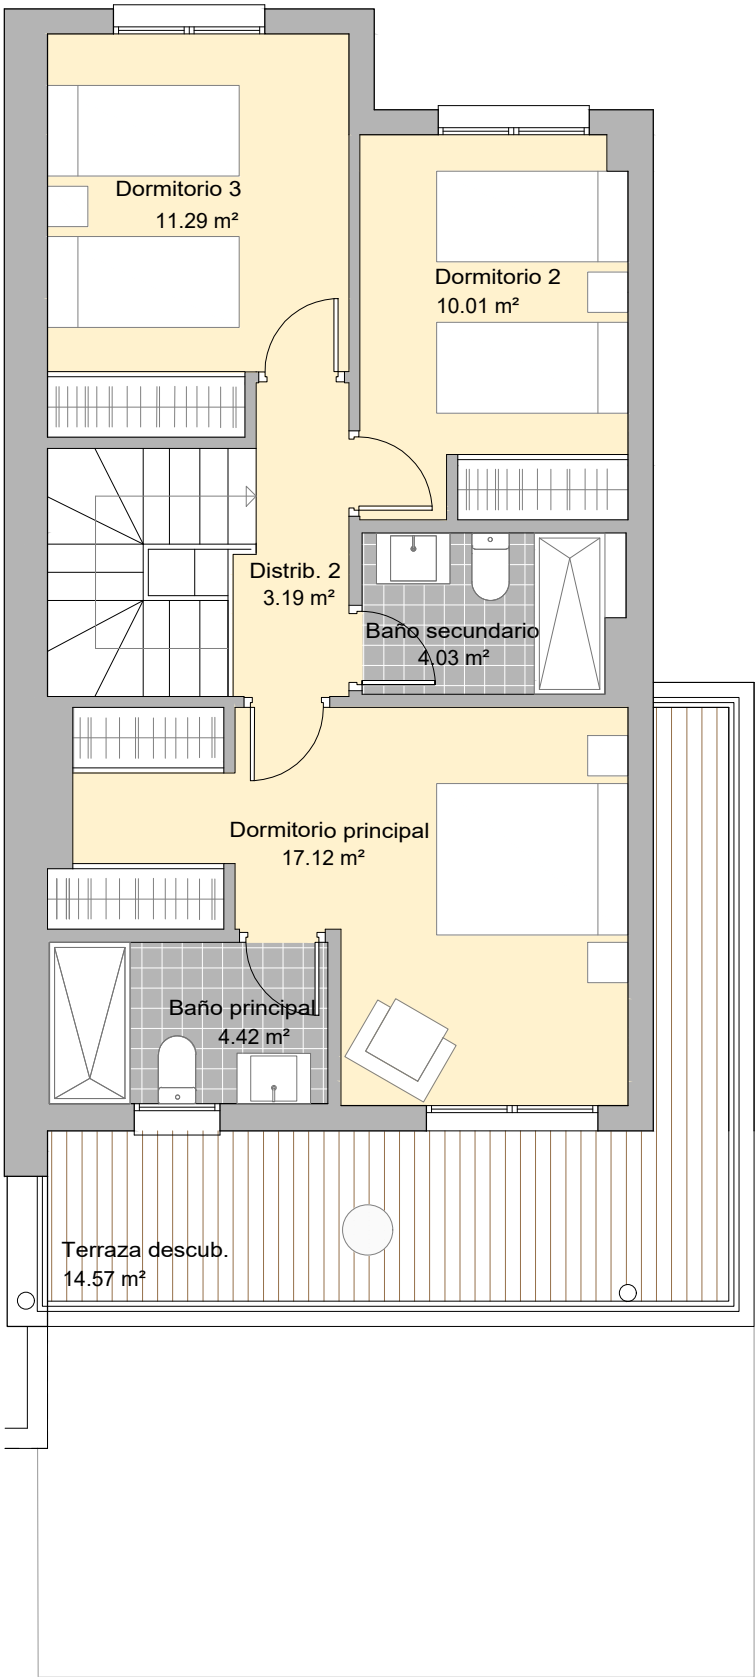 Dormitorio 3
11.29 m²
Dormitorio 2
10.01 m²
Distrib. 2
3.19 m²
Baño secundario
4.03 m²
Dormitorio principal
17.12 m²
Baño principal
4.42 m²
Terraza descub.
14.57 m²